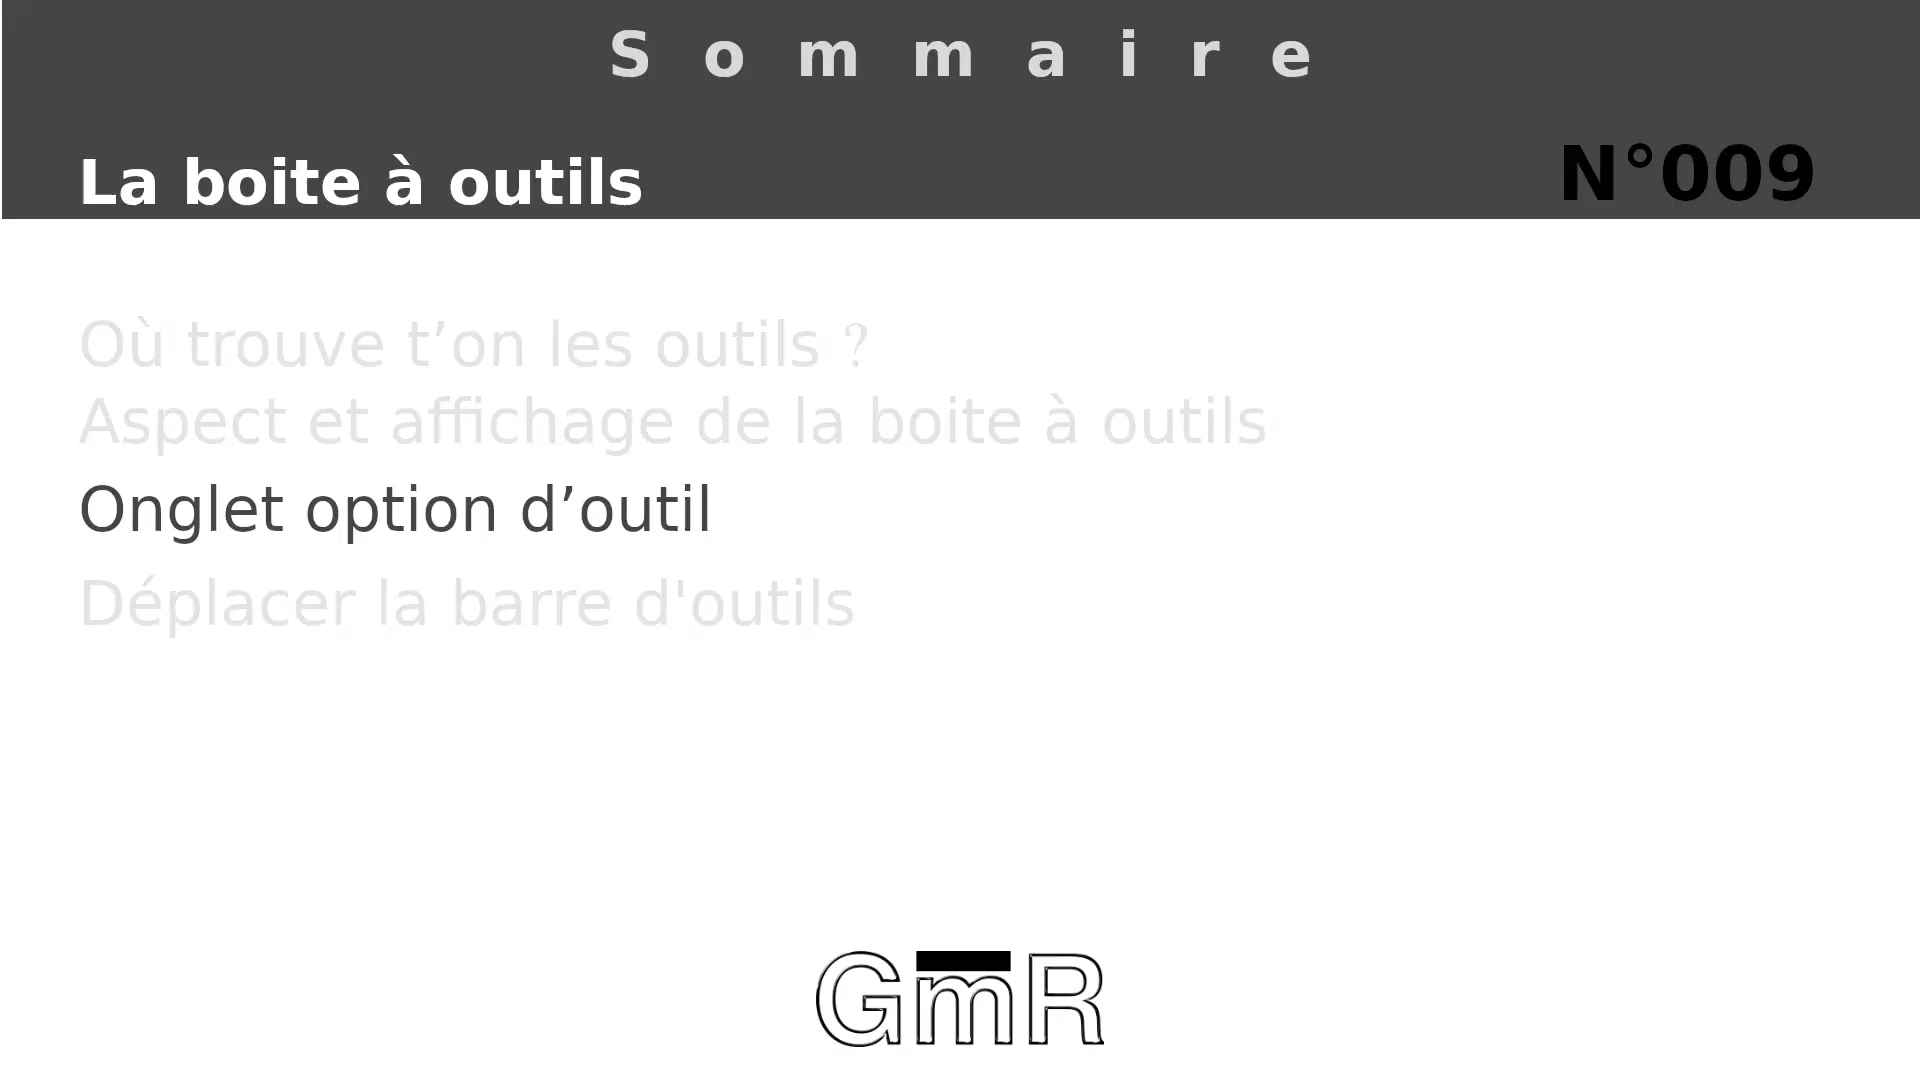 S o m m a i r e
La boite à outils
N°009
Où trouve t’on les outils ?
Aspect et affichage de la boite à outils
Onglet option d’outil
Déplacer la barre d'outils
GmR